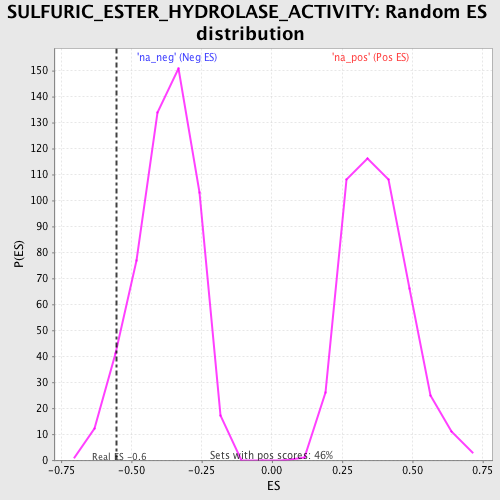 SULFURIC_ESTER_HYDROLASE_ACTIVITY: Random ES
distribution
'na_neg' (Neg ES)
'na_pos' (Pos ES)
150
140
130
120
110
100
90
80
70
60
50
40
30
20
10
0
P(ES)
Real ES -0.6
Sets with pos scores: 46%
-0.75
-0.50
-0.25
0.00
0.25
0.50
0.75
ES